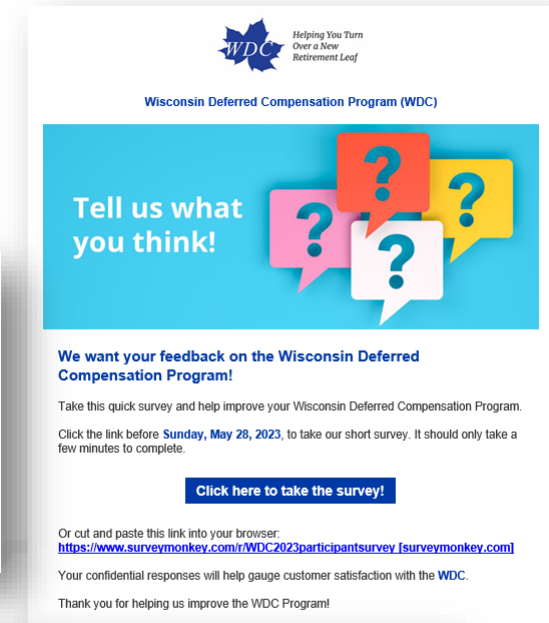 WDC
Helping You Turn
Over a New
Retirement Leaf
Wisconsin Deferred Compensation Program (WDC)
Tell us what
you think!
? ? ? ?
We want your feedback on the Wisconsin Deferred
Compensation Program!
Take this quick survey and help improve your Wisconsin Deferred Compensation Program.
Click the link before Sunday, May 28, 2023, to take our short survey. It should only take a
few minutes to complete.
Click here to take the survey!
Or cut and paste this link into your browser:
https://www.surveymonkey.com/r/WDC2023participantsurvey [surveymonkey.com]
Your confidential responses will help gauge customer satisfaction with the WDC.
Thank you for helping us improve the WDC Program!